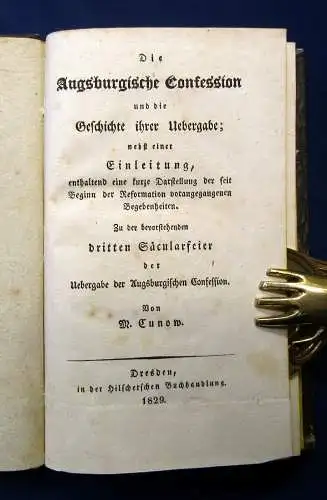 Die
Augsburgische Confession
und die
Geschichte ihrer Uebergabe;
nebst einer
Einleitung,
enthaltend eine kurze Darstellung der seit
Beginn der Reformation vorangegangenen
Begebenheiten.
Zu der bevorstehenden
dritten Säcularfeier
der
Uebergabe der Augsburgischen Confession.
Von
M. Cunow.
Dresden,
in der Hilscherschen Buchhandlung.
1829.